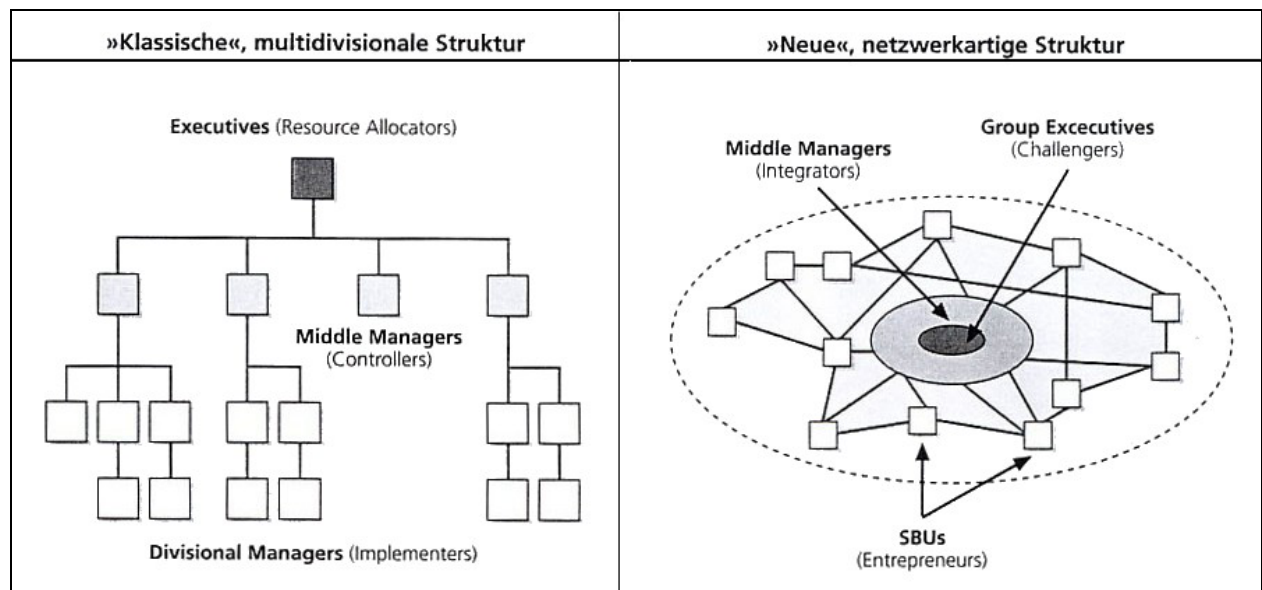 »Klassische«, multidivisionale Struktur
»Neue«, netzwerkartige Struktur
Executives (Resource Allocators)
Middle Managers
(Controllers)
Divisional Managers (Implementers)
Group Excecutives
(Challengers)
Middle Managers
(Integrators)
SBUs
(Entrepreneurs)